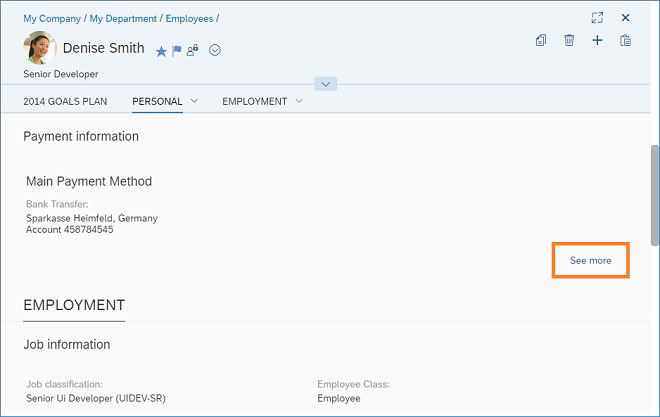 My Company / My Department / Employees /
Denise Smith
Senior Developer
2014 GOALS PLAN PERSONAL EMPLOYMENT
Payment information
Main Payment Method
Bank Transfer:
Sparkasse Heimfeld, Germany
Account 458784545
See more
EMPLOYMENT
Job information
Job classification: Employee Class:
Senior Ui Developer (UIDEV-SR) Employee